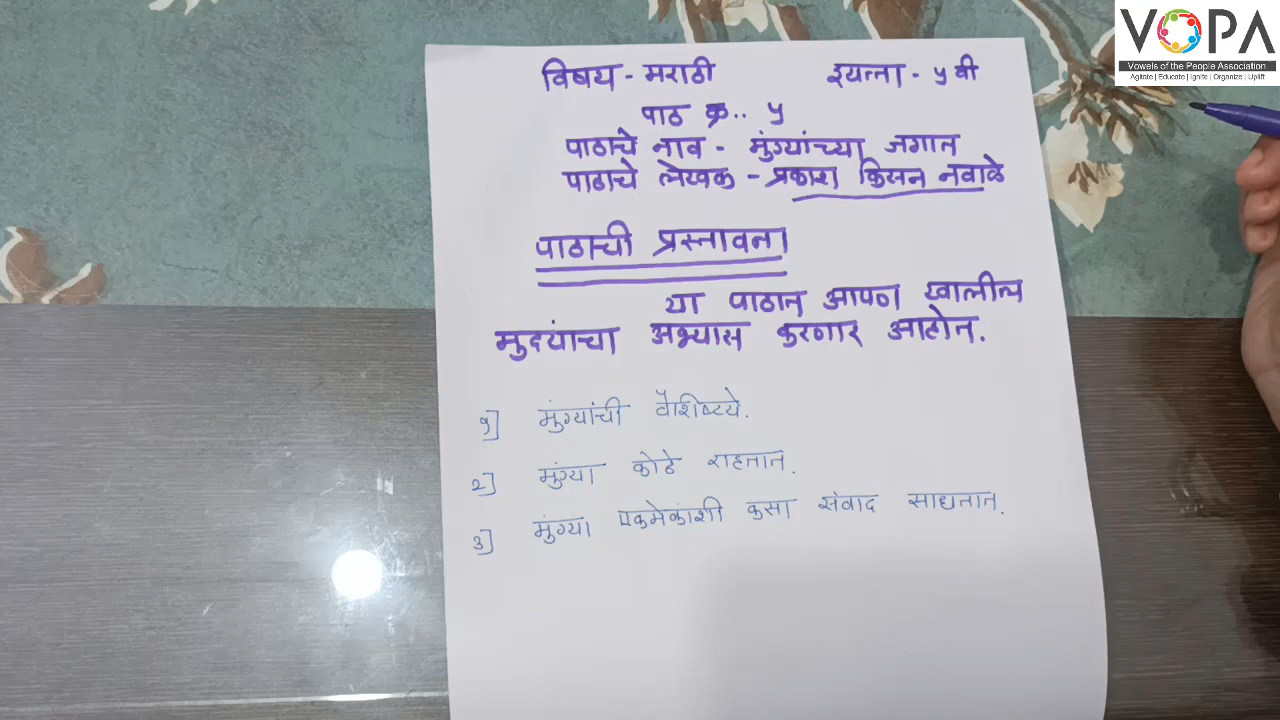 VOPA
Vowels of the People Association
Agitate | Educate | Ignite | Organize | Uplift
विषय - मराठी इयत्ता - ५ वी
पाठ क्र.. ५
पाठाचे नाव - मुंग्यांच्या जगात
पाठाचे लेखक - प्रकाश किसन नवाळे
पाठाची प्रस्तावना
या पाठात आपण खालील
मुद्यांचा अभ्यास करणार आहोत.
१] मुंग्यांची वैशिष्ट्ये.
२] मुंग्या कोठे राहतात.
३] मुंग्या एकमेकांशी कसा संवाद साधतात.